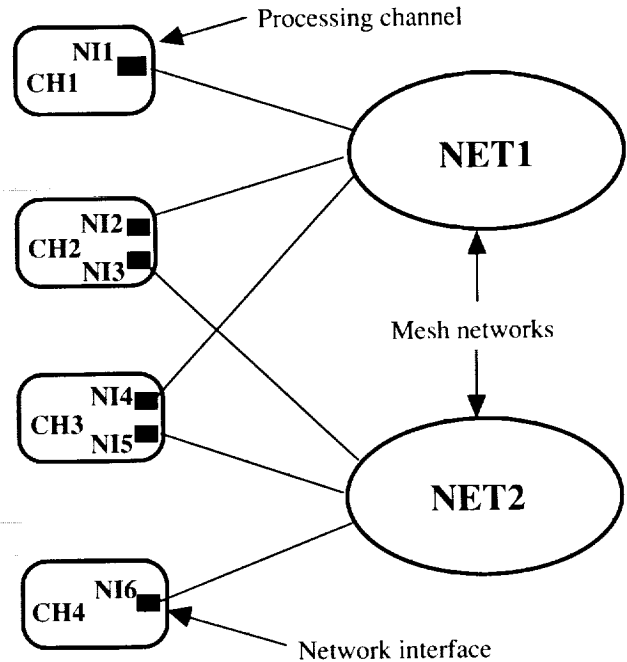 Processing channel
NI1
CH1
NET1
NI2
CH2
NI3
Mesh networks
NI4
CH3
NI5
NET2
NI6
CH4
Network interface